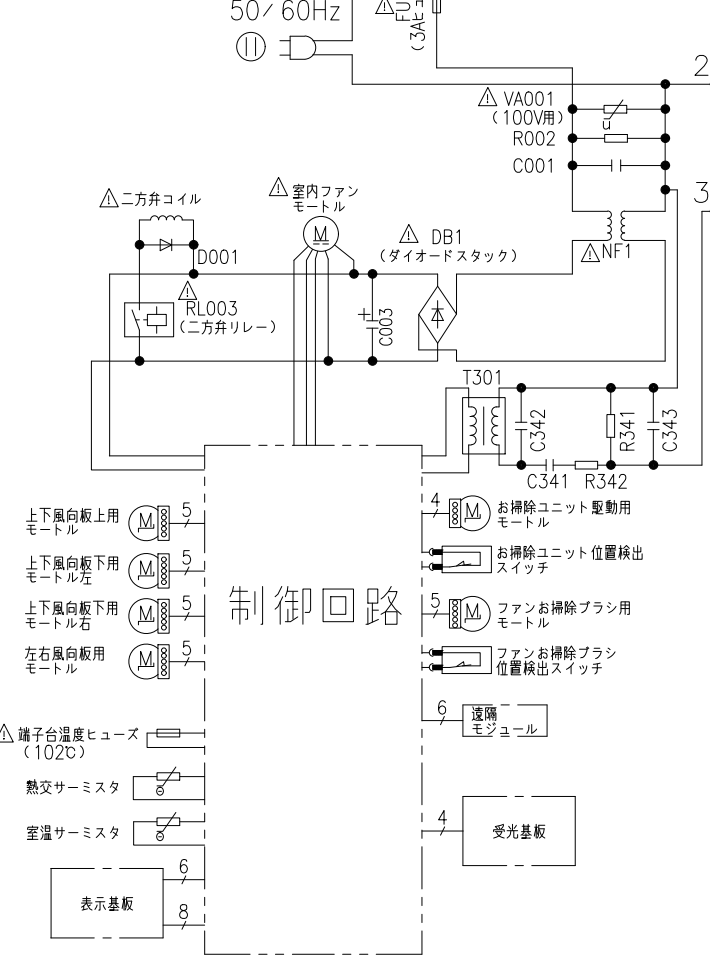 50/60Hz
FU
(3Aヒュ
2
VA001
(100V用)
u
R002
C001
3
二方弁コイル
室内ファン
モートル
M
D001
DB1
(ダイオードスタック)
NF1
RL003
(二方弁リレー)
+
C003
T301
C342
R341
C343
C341
R342
制御回路
上下風向板上用
モートル
M
5
上下風向板下用
モートル左
M
5
上下風向板下用
モートル右
M
5
左右風向板用
モートル
M
5
端子台温度ヒューズ
(102℃)
熱交サーミスタ
θ
室温サーミスタ
θ
表示基板
6
8
4
M
お掃除ユニット駆動用
モートル
お掃除ユニット位置検出
スイッチ
5
M
ファンお掃除ブラシ用
モートル
ファンお掃除ブラシ
位置検出スイッチ
6
遠隔
モジュール
4
受光基板